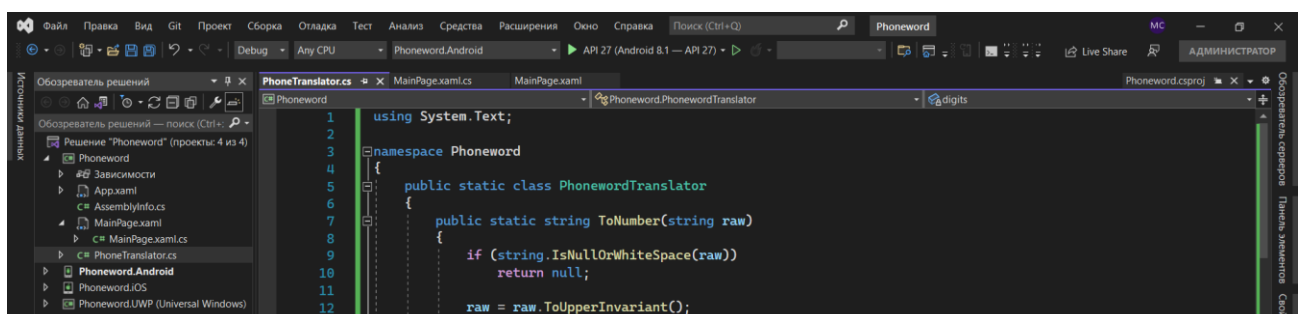 Файл Правка Вид Git Проект Сборка Отладка Тест Анализ Средства Расширения Окно Справка Поиск (Ctrl+Q) Phoneword МС
Debug Any CPU Phoneword.Android API 27 (Android 8.1 — API 27) Live Share АДМИНИСТРАТОР
Источники данных
Обозреватель решений
Обозреватель решений — поиск (Ctrl+;
Решение "Phoneword" (проекты: 4 из 4)
C# Phoneword
Зависимости
App.xaml
C# AssemblyInfo.cs
MainPage.xaml
C# MainPage.xaml.cs
C# PhoneTranslator.cs
Phoneword.Android
Phoneword.iOS
Phoneword.UWP (Universal Windows)
PhoneTranslator.cs MainPage.xaml.cs MainPage.xaml Phoneword.csproj
C# Phoneword Phoneword.PhonewordTranslator digits
1 using System.Text;
2
3 namespace Phoneword
4 {
5 public static class PhonewordTranslator
6 {
7 public static string ToNumber(string raw)
8 {
9 if (string.IsNullOrWhiteSpace(raw))
10 return null;
11
12 raw = raw.ToUpperInvariant();
Обозреватель серверов
Панель элементов
Свой